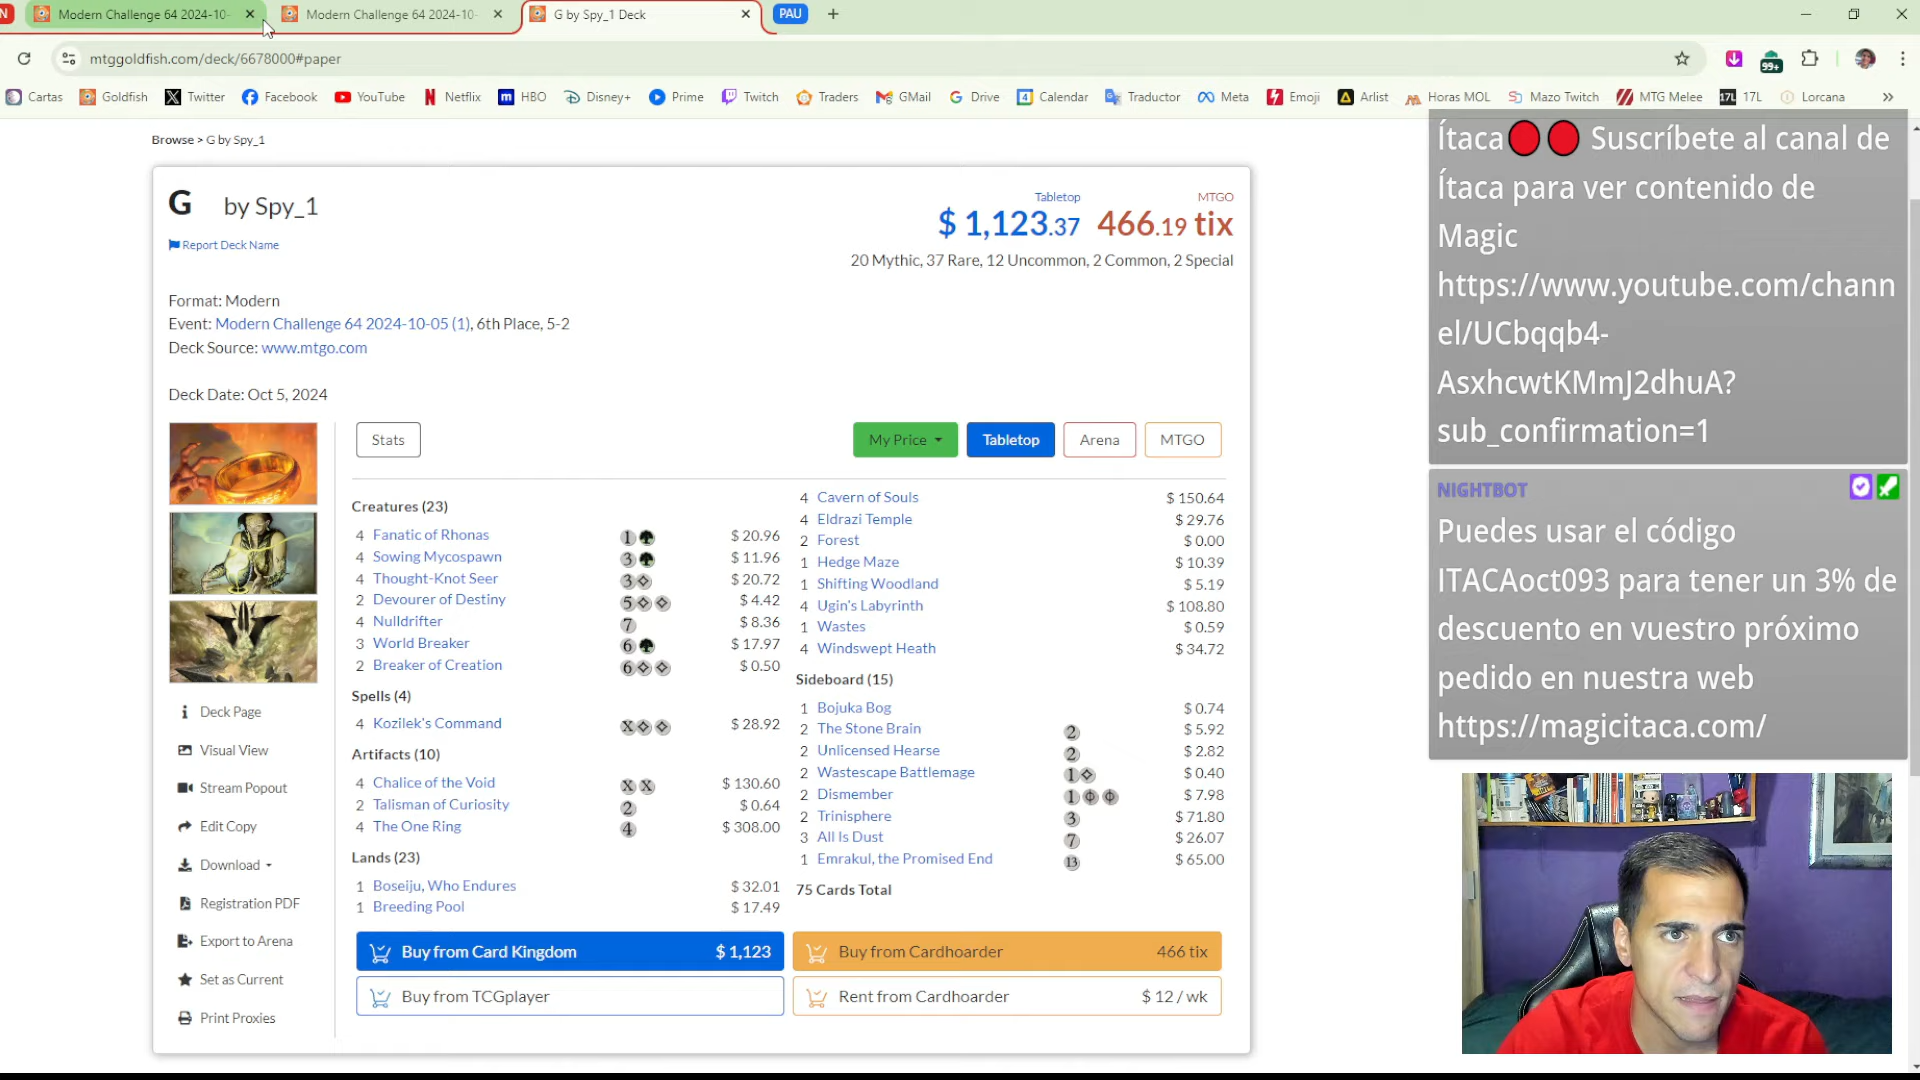 Modern Challenge 64 2024-10-
Modern Challenge 64 2024-10-
G by Spy_1 Deck
PAU
mtggoldfish.com/deck/6678000#paper
99+
Cartas
Goldfish
Twitter
Facebook
YouTube
Netflix
HBO
Disney+
Prime
Twitch
Traders
GMail
Drive
Calendar
Traductor
Meta
Emoji
Arlist
Horas MOL
Mazo Twitch
MTG Melee
17L
Lorcana
Browse > G by Spy_1
G by Spy_1
Report Deck Name
Tabletop
$ 1,123.37
MTGO
466.19 tix
20 Mythic, 37 Rare, 12 Uncommon, 2 Common, 2 Special
Format: Modern
Event: Modern Challenge 64 2024-10-05 (1), 6th Place, 5-2
Deck Source: www.mtgo.com
Deck Date: Oct 5, 2024
Stats
My Price
Tabletop
Arena
MTGO
Creatures (23)
4 Fanatic of Rhonas 1 $ 20.96
4 Sowing Mycospawn 3 $ 11.96
4 Thought-Knot Seer 3 $ 20.72
2 Devourer of Destiny 5 $ 4.42
4 Nulldrifter 7 $ 8.36
3 World Breaker 6 $ 17.97
2 Breaker of Creation 6 $ 0.50
Spells (4)
4 Kozilek's Command X $ 28.92
Artifacts (10)
4 Chalice of the Void X X $ 130.60
2 Talisman of Curiosity 2 $ 0.64
4 The One Ring 4 $ 308.00
Lands (23)
1 Boseiju, Who Endures $ 32.01
1 Breeding Pool $ 17.49
4 Cavern of Souls $ 150.64
4 Eldrazi Temple $ 29.76
2 Forest $ 0.00
1 Hedge Maze $ 10.39
1 Shifting Woodland $ 5.19
4 Ugin's Labyrinth $ 108.80
1 Wastes $ 0.59
4 Windswept Heath $ 34.72
Sideboard (15)
1 Bojuka Bog $ 0.74
2 The Stone Brain 2 $ 5.92
2 Unlicensed Hearse 2 $ 2.82
2 Wastescape Battlemage 1 $ 0.40
2 Dismember 1 $ 7.98
2 Trinisphere 3 $ 71.80
3 All Is Dust 7 $ 26.07
1 Emrakul, the Promised End 13 $ 65.00
75 Cards Total
Deck Page
Visual View
Stream Popout
Edit Copy
Download
Registration PDF
Export to Arena
Set as Current
Print Proxies
Buy from Card Kingdom $ 1,123
Buy from Cardhoarder 466 tix
Buy from TCGplayer
Rent from Cardhoarder $ 12 / wk
Ítaca🔴🔴 Suscríbete al canal de
Ítaca para ver contenido de
Magic
https://www.youtube.com/chann
el/UCbqqb4-
AsxhcwtKMmJ2dhuA?
sub_confirmation=1
NIGHTBOT
Puedes usar el código
ITACAoct093 para tener un 3% de
descuento en vuestro próximo
pedido en nuestra web
https://magicitaca.com/